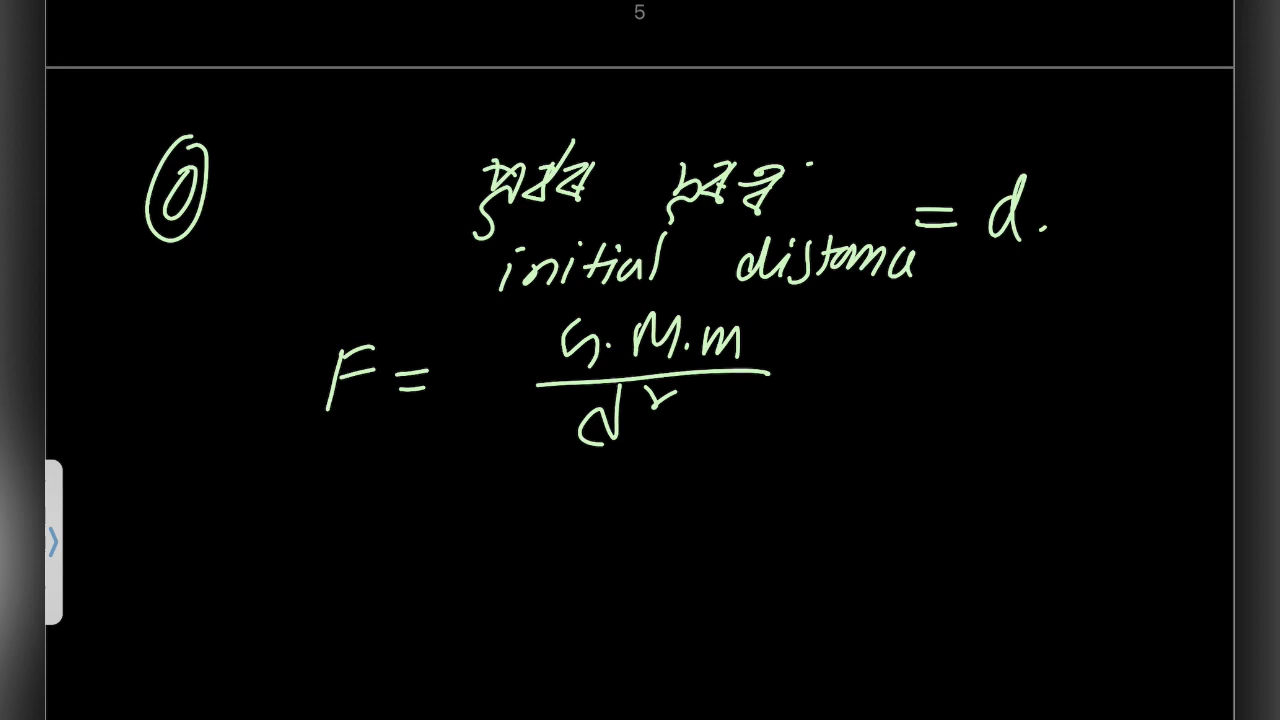 5
initial distance = d.
F = G.M.m / d²